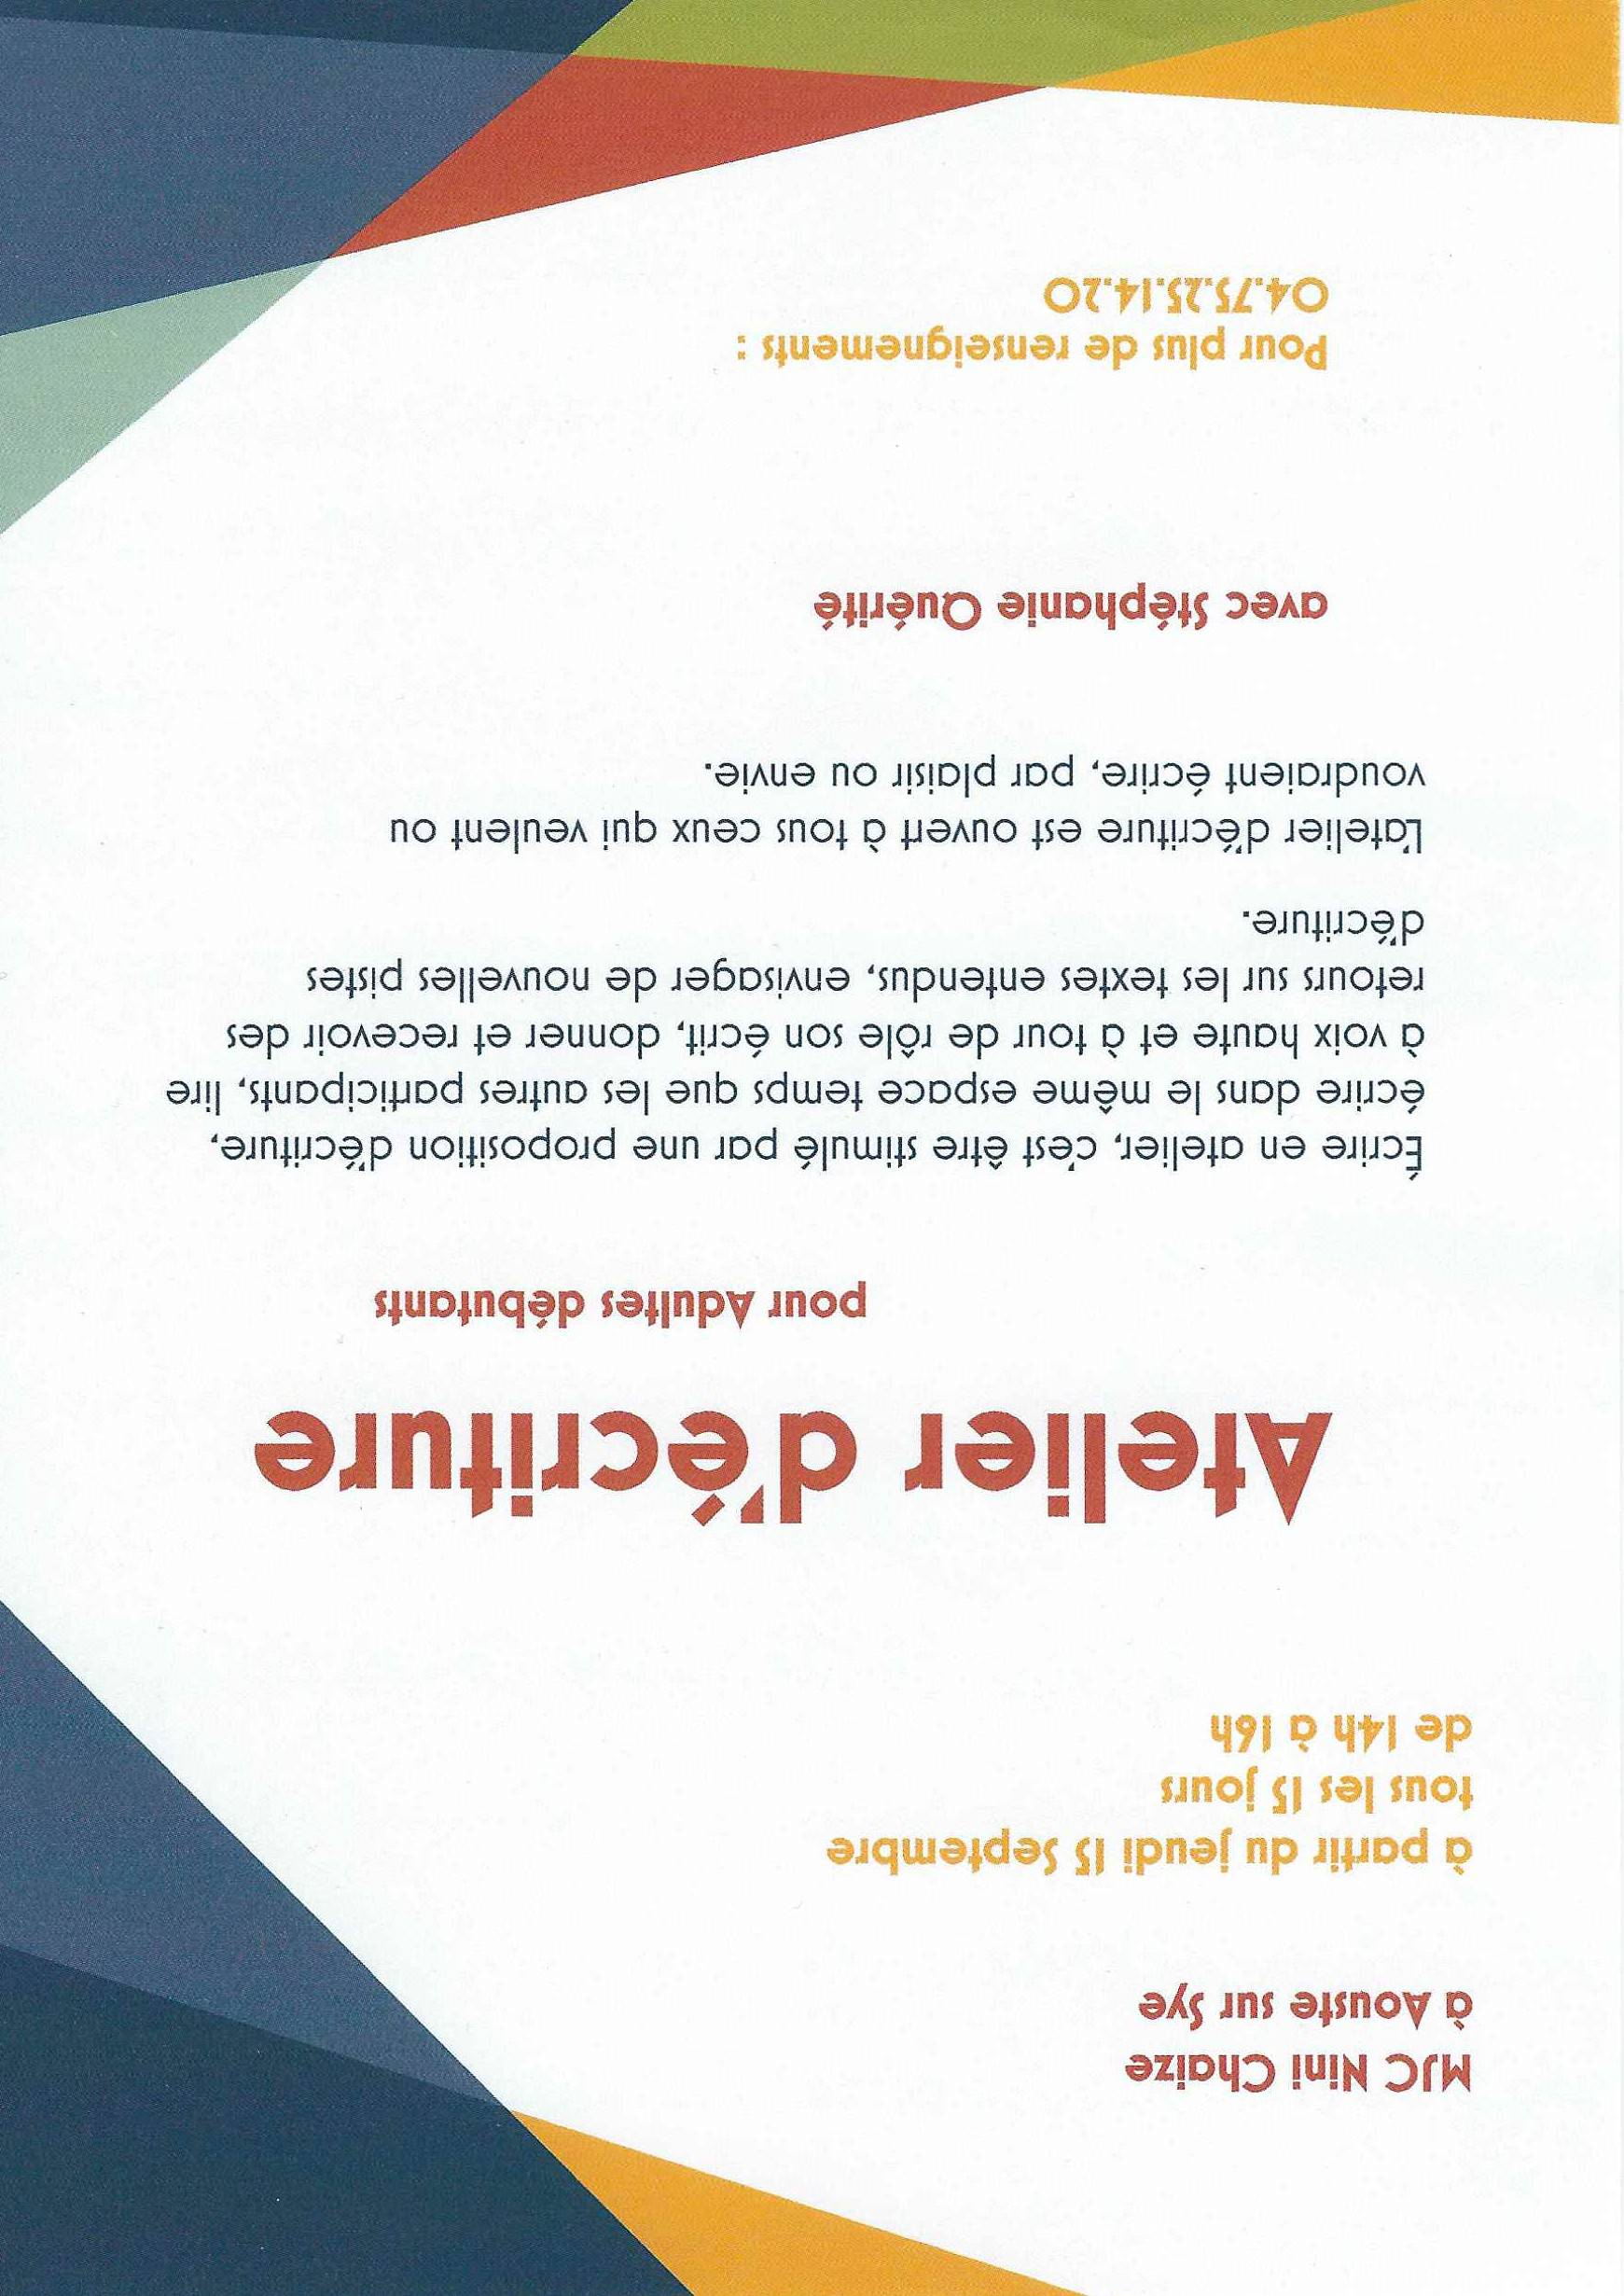 MJC Nini Chaize
à Aouste sur Sye
à partir du jeudi 15 Septembre
tous les 15 jours
de 14h à 16h
Atelier d'écriture
pour Adultes débutants
Écrire en atelier, c'est être stimulé par une proposition d'écriture,
écrire dans le même espace temps que les autres participants, lire
à voix haute et à tour de rôle son écrit, donner et recevoir des
retours sur les textes entendus, envisager de nouvelles pistes
d'écriture.
L'atelier d'écriture est ouvert à tous ceux qui veulent ou
voudraient écrire, par plaisir ou envie.
avec Stéphanie Quérité
Pour plus de renseignements :
04.75.25.14.20